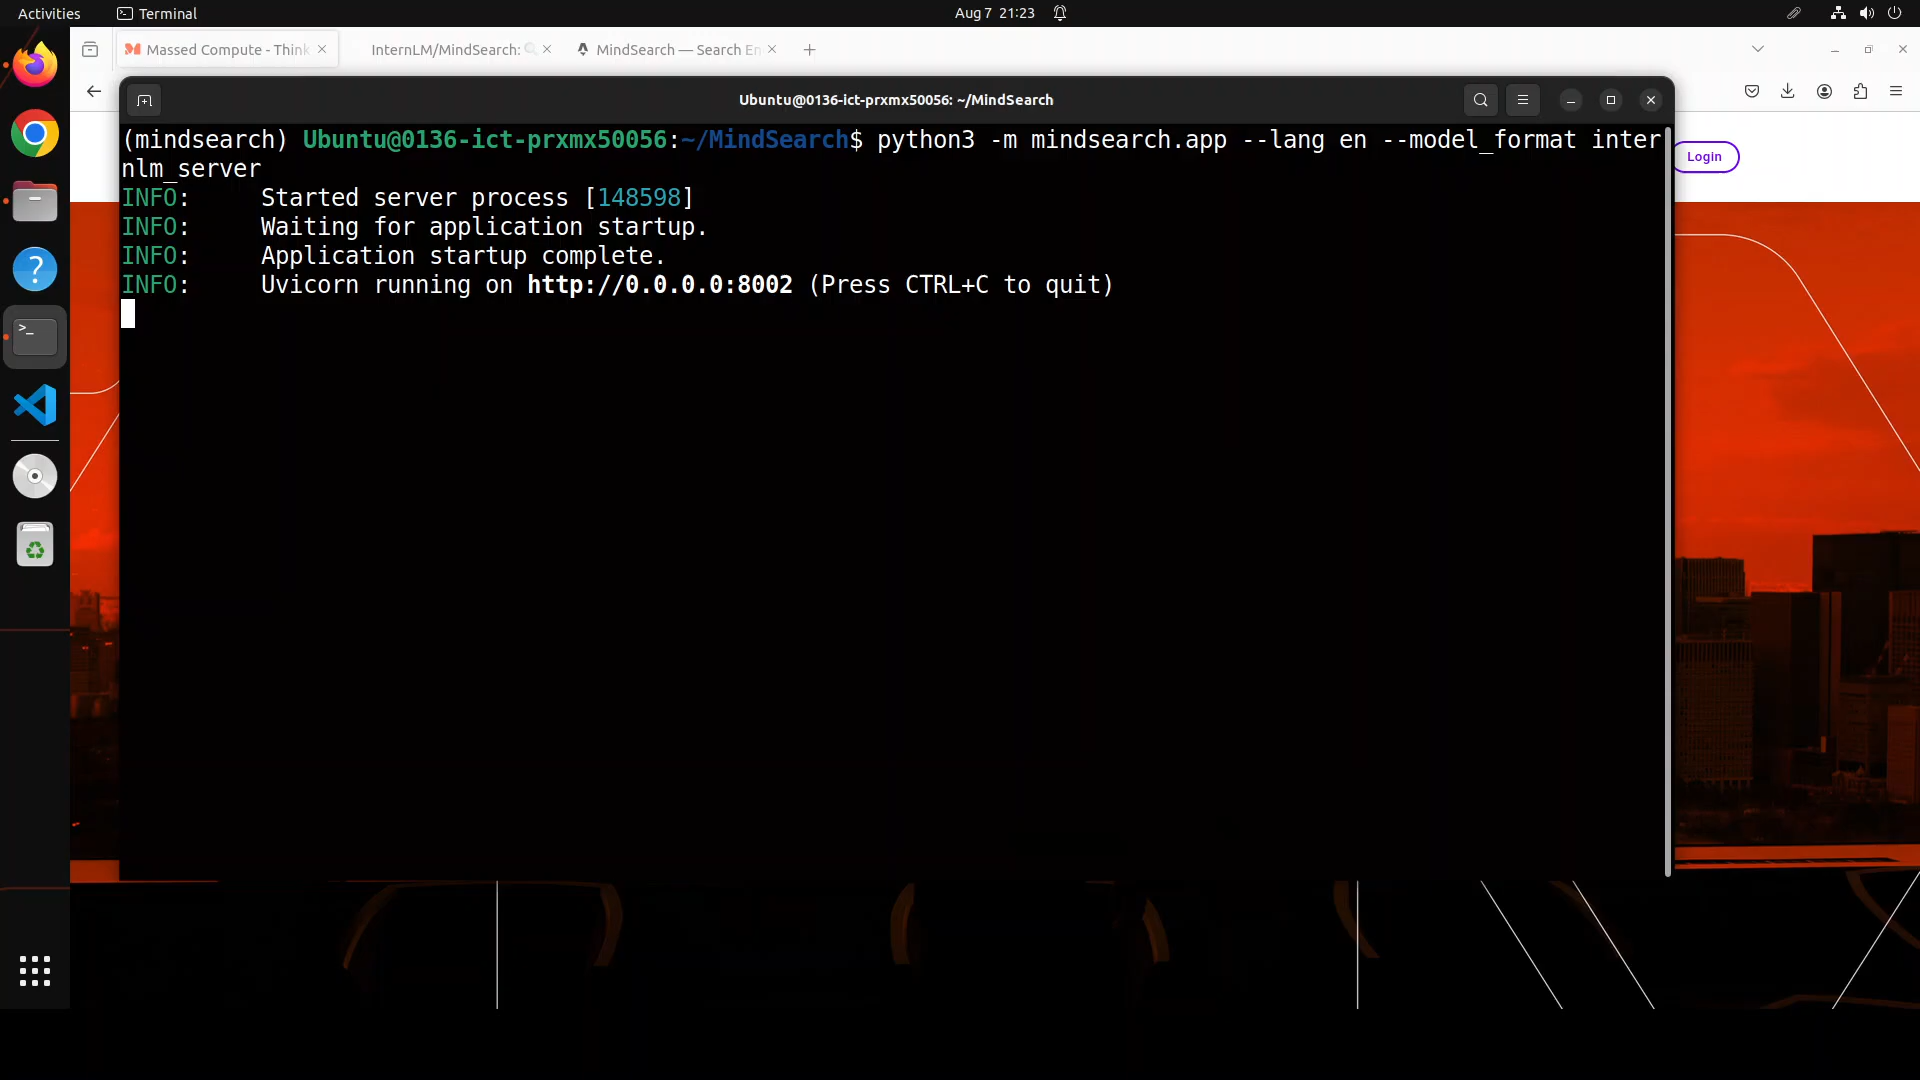 Activities Terminal Aug 7 21:23
Massed Compute - Think InternLM/MindSearch: MindSearch — Search En
Ubuntu@0136-ict-prxmx50056: ~/MindSearch
(mindsearch) Ubuntu@0136-ict-prxmx50056:~/MindSearch$ python3 -m mindsearch.app --lang en --model_format inter
nlm_server
Login
INFO: Started server process [148598]
INFO: Waiting for application startup.
INFO: Application startup complete.
INFO: Uvicorn running on http://0.0.0.0:8002 (Press CTRL+C to quit)